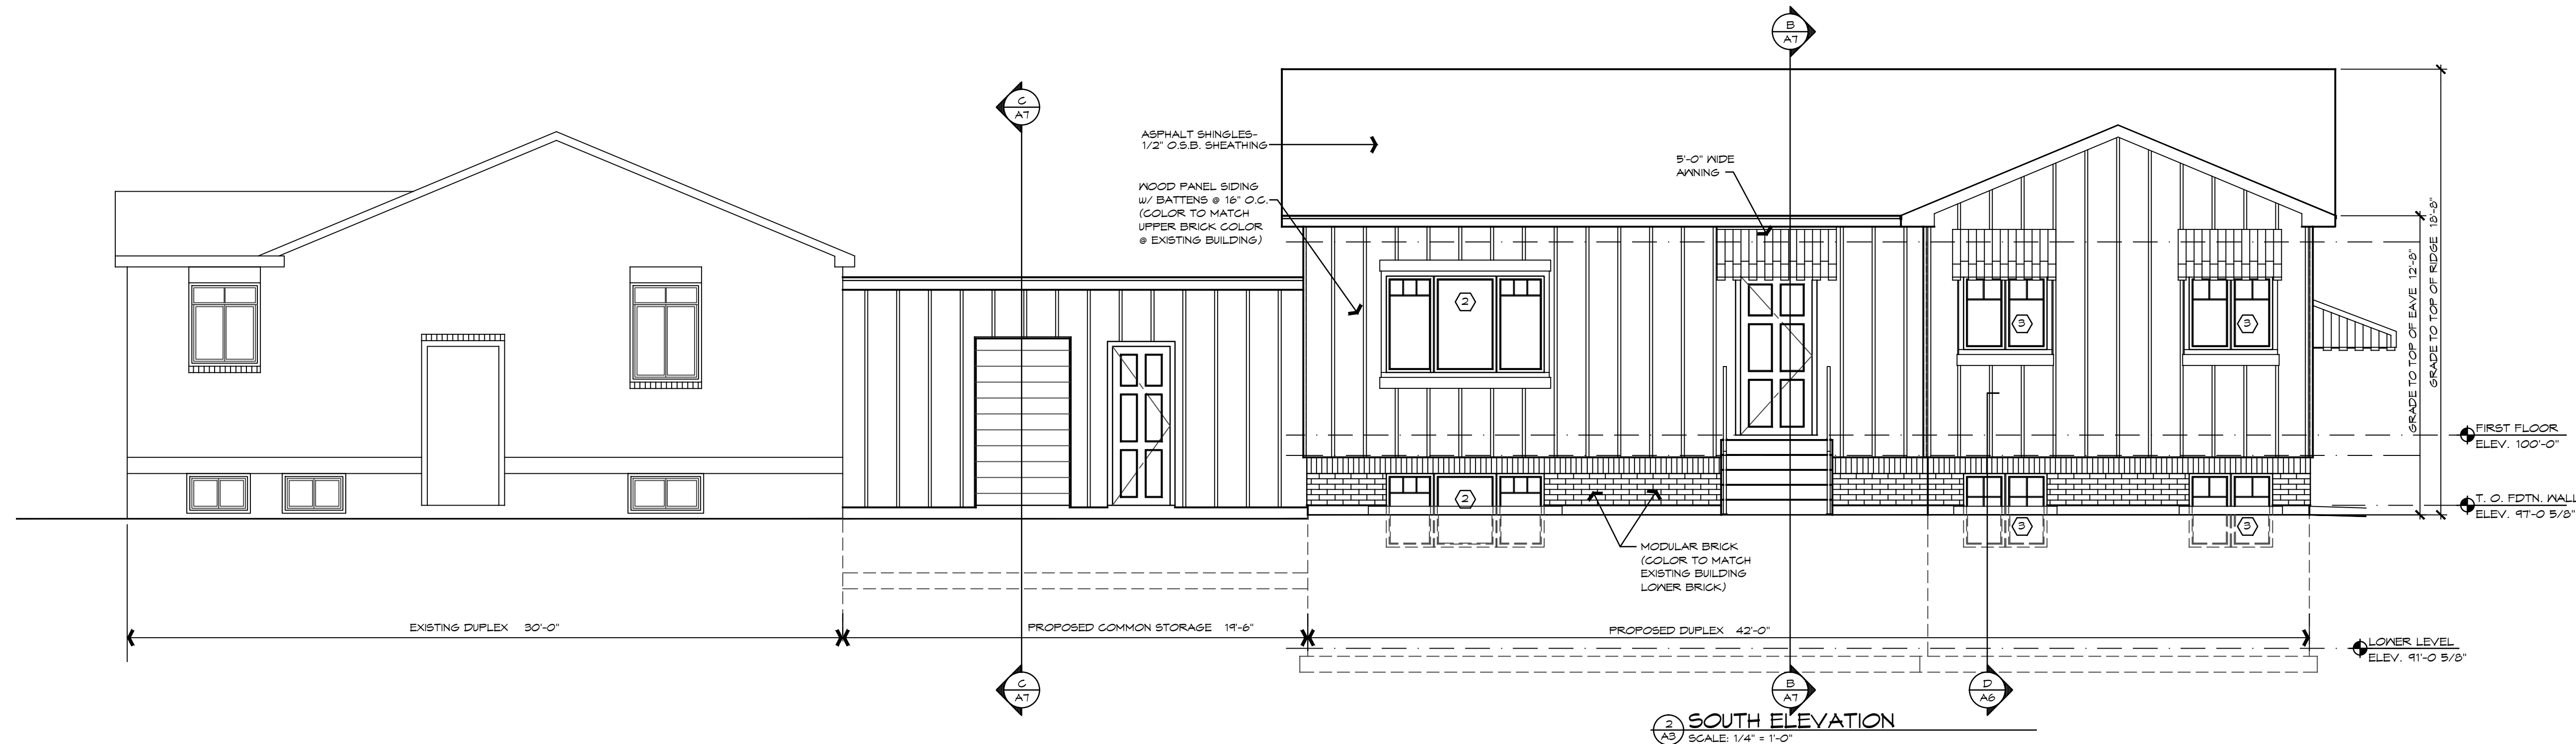 B
A7
C
A7
ASPHALT SHINGLES-
1/2" O.S.B. SHEATHING
WOOD PANEL SIDING
W/ BATTENS @ 16" O.C.
(COLOR TO MATCH
UPPER BRICK COLOR
@ EXISTING BUILDING)
5'-0" WIDE
AWNING
GRADE TO TOP OF EAVE 12'-8"
GRADE TO TOP OF RIDGE 18'-8"
2
3
3
FIRST FLOOR
ELEV. 100'-0"
2
T. O. FDTN. WALL
ELEV. 97'-0 5/8"
3
3
MODULAR BRICK
(COLOR TO MATCH
EXISTING BUILDING
LOWER BRICK)
EXISTING DUPLEX 30'-0"
PROPOSED COMMON STORAGE 19'-6"
PROPOSED DUPLEX 42'-0"
LOWER LEVEL
ELEV. 91'-0 5/8"
C
A7
B
A7
D
A6
2
A3
SOUTH ELEVATION
SCALE: 1/4" = 1'-0"